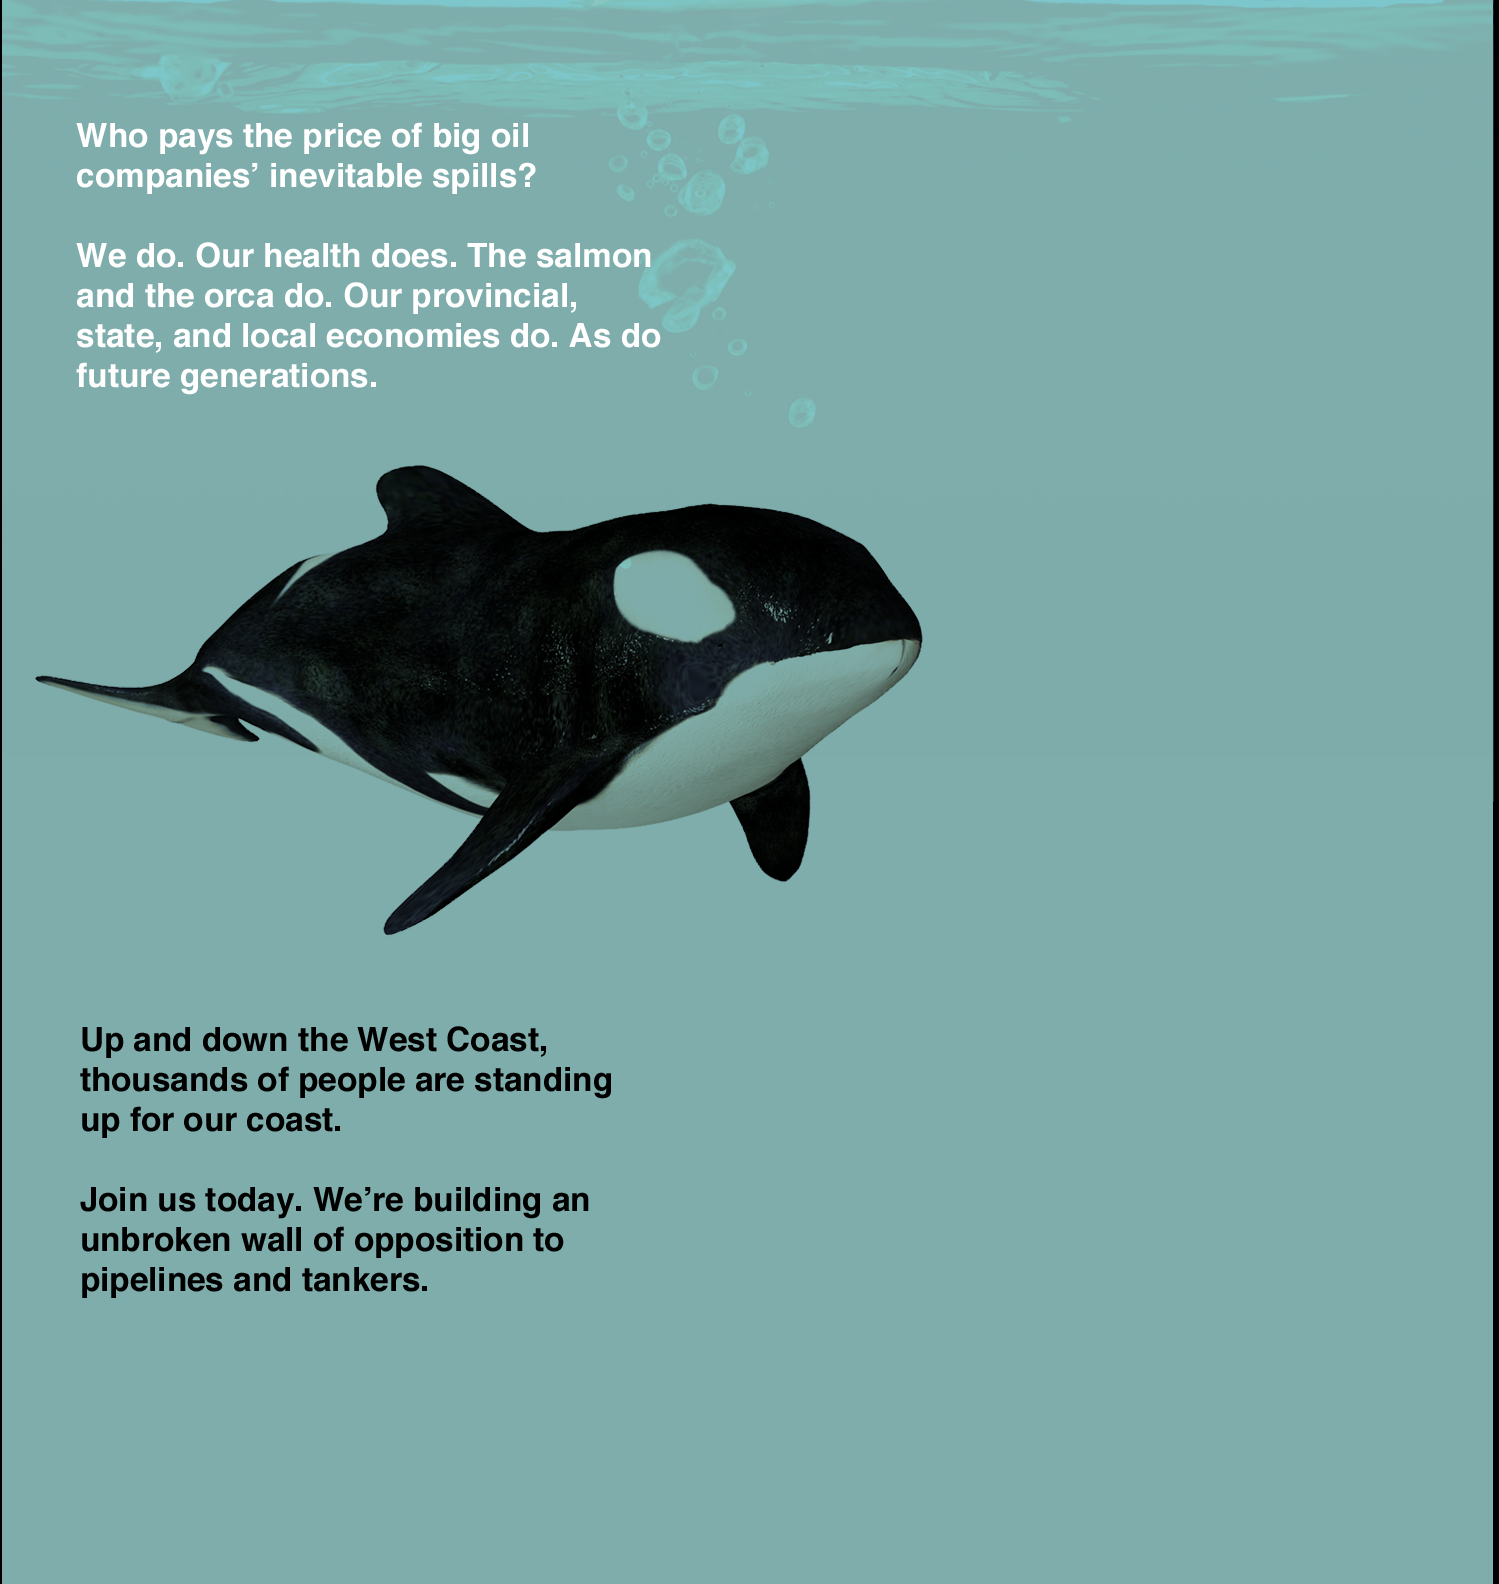 Who pays the price of big oil
companies’ inevitable spills?
We do. Our health does. The salmon
and the orca do. Our provincial,
state, and local economies do. As do
future generations.
Up and down the West Coast,
thousands of people are standing
up for our coast.
Join us today. We’re building an
unbroken wall of opposition to
pipelines and tankers.